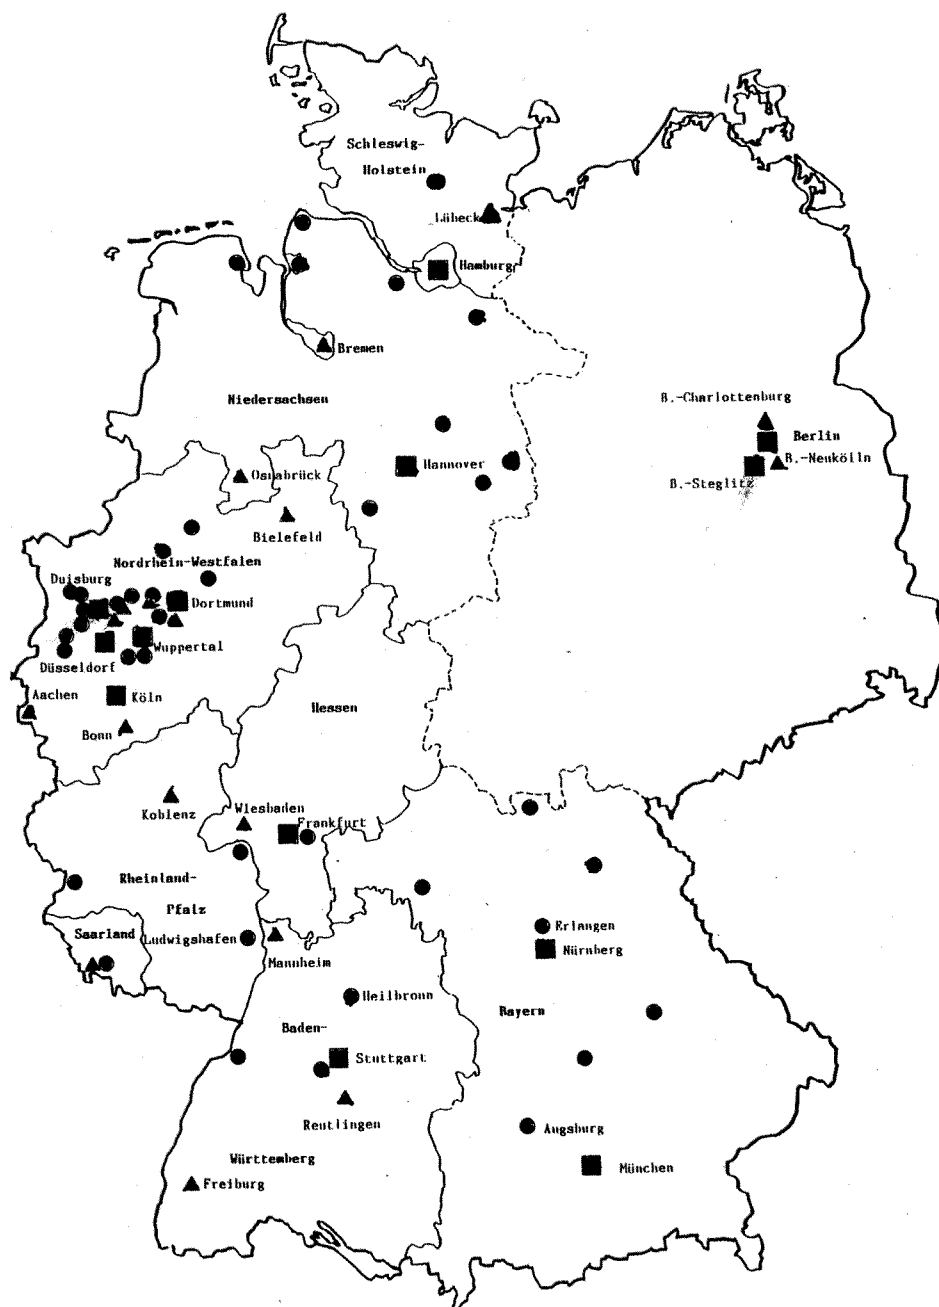 Schleswig-
Holstein
Lübeck
Hamburg
Bremen
Niedersachsen
B.-Charlottenburg
Berlin
Hannover
B.-Neukölln
Osnabrück
B.-Steglitz
Bielefeld
Nordrhein-Westfalen
Duisburg
Dortmund
Wuppertal
Düsseldorf
Aachen
Köln
Hessen
Bonn
Wiesbaden
Koblenz
Frankfurt
Rheinland-
Pfalz
Erlangen
Saarland
Ludwigshafen
Nürnberg
Mannheim
Heilbronn
Bayern
Baden-
Stuttgart
Reutlingen
Augsburg
Württemberg
München
Freiburg